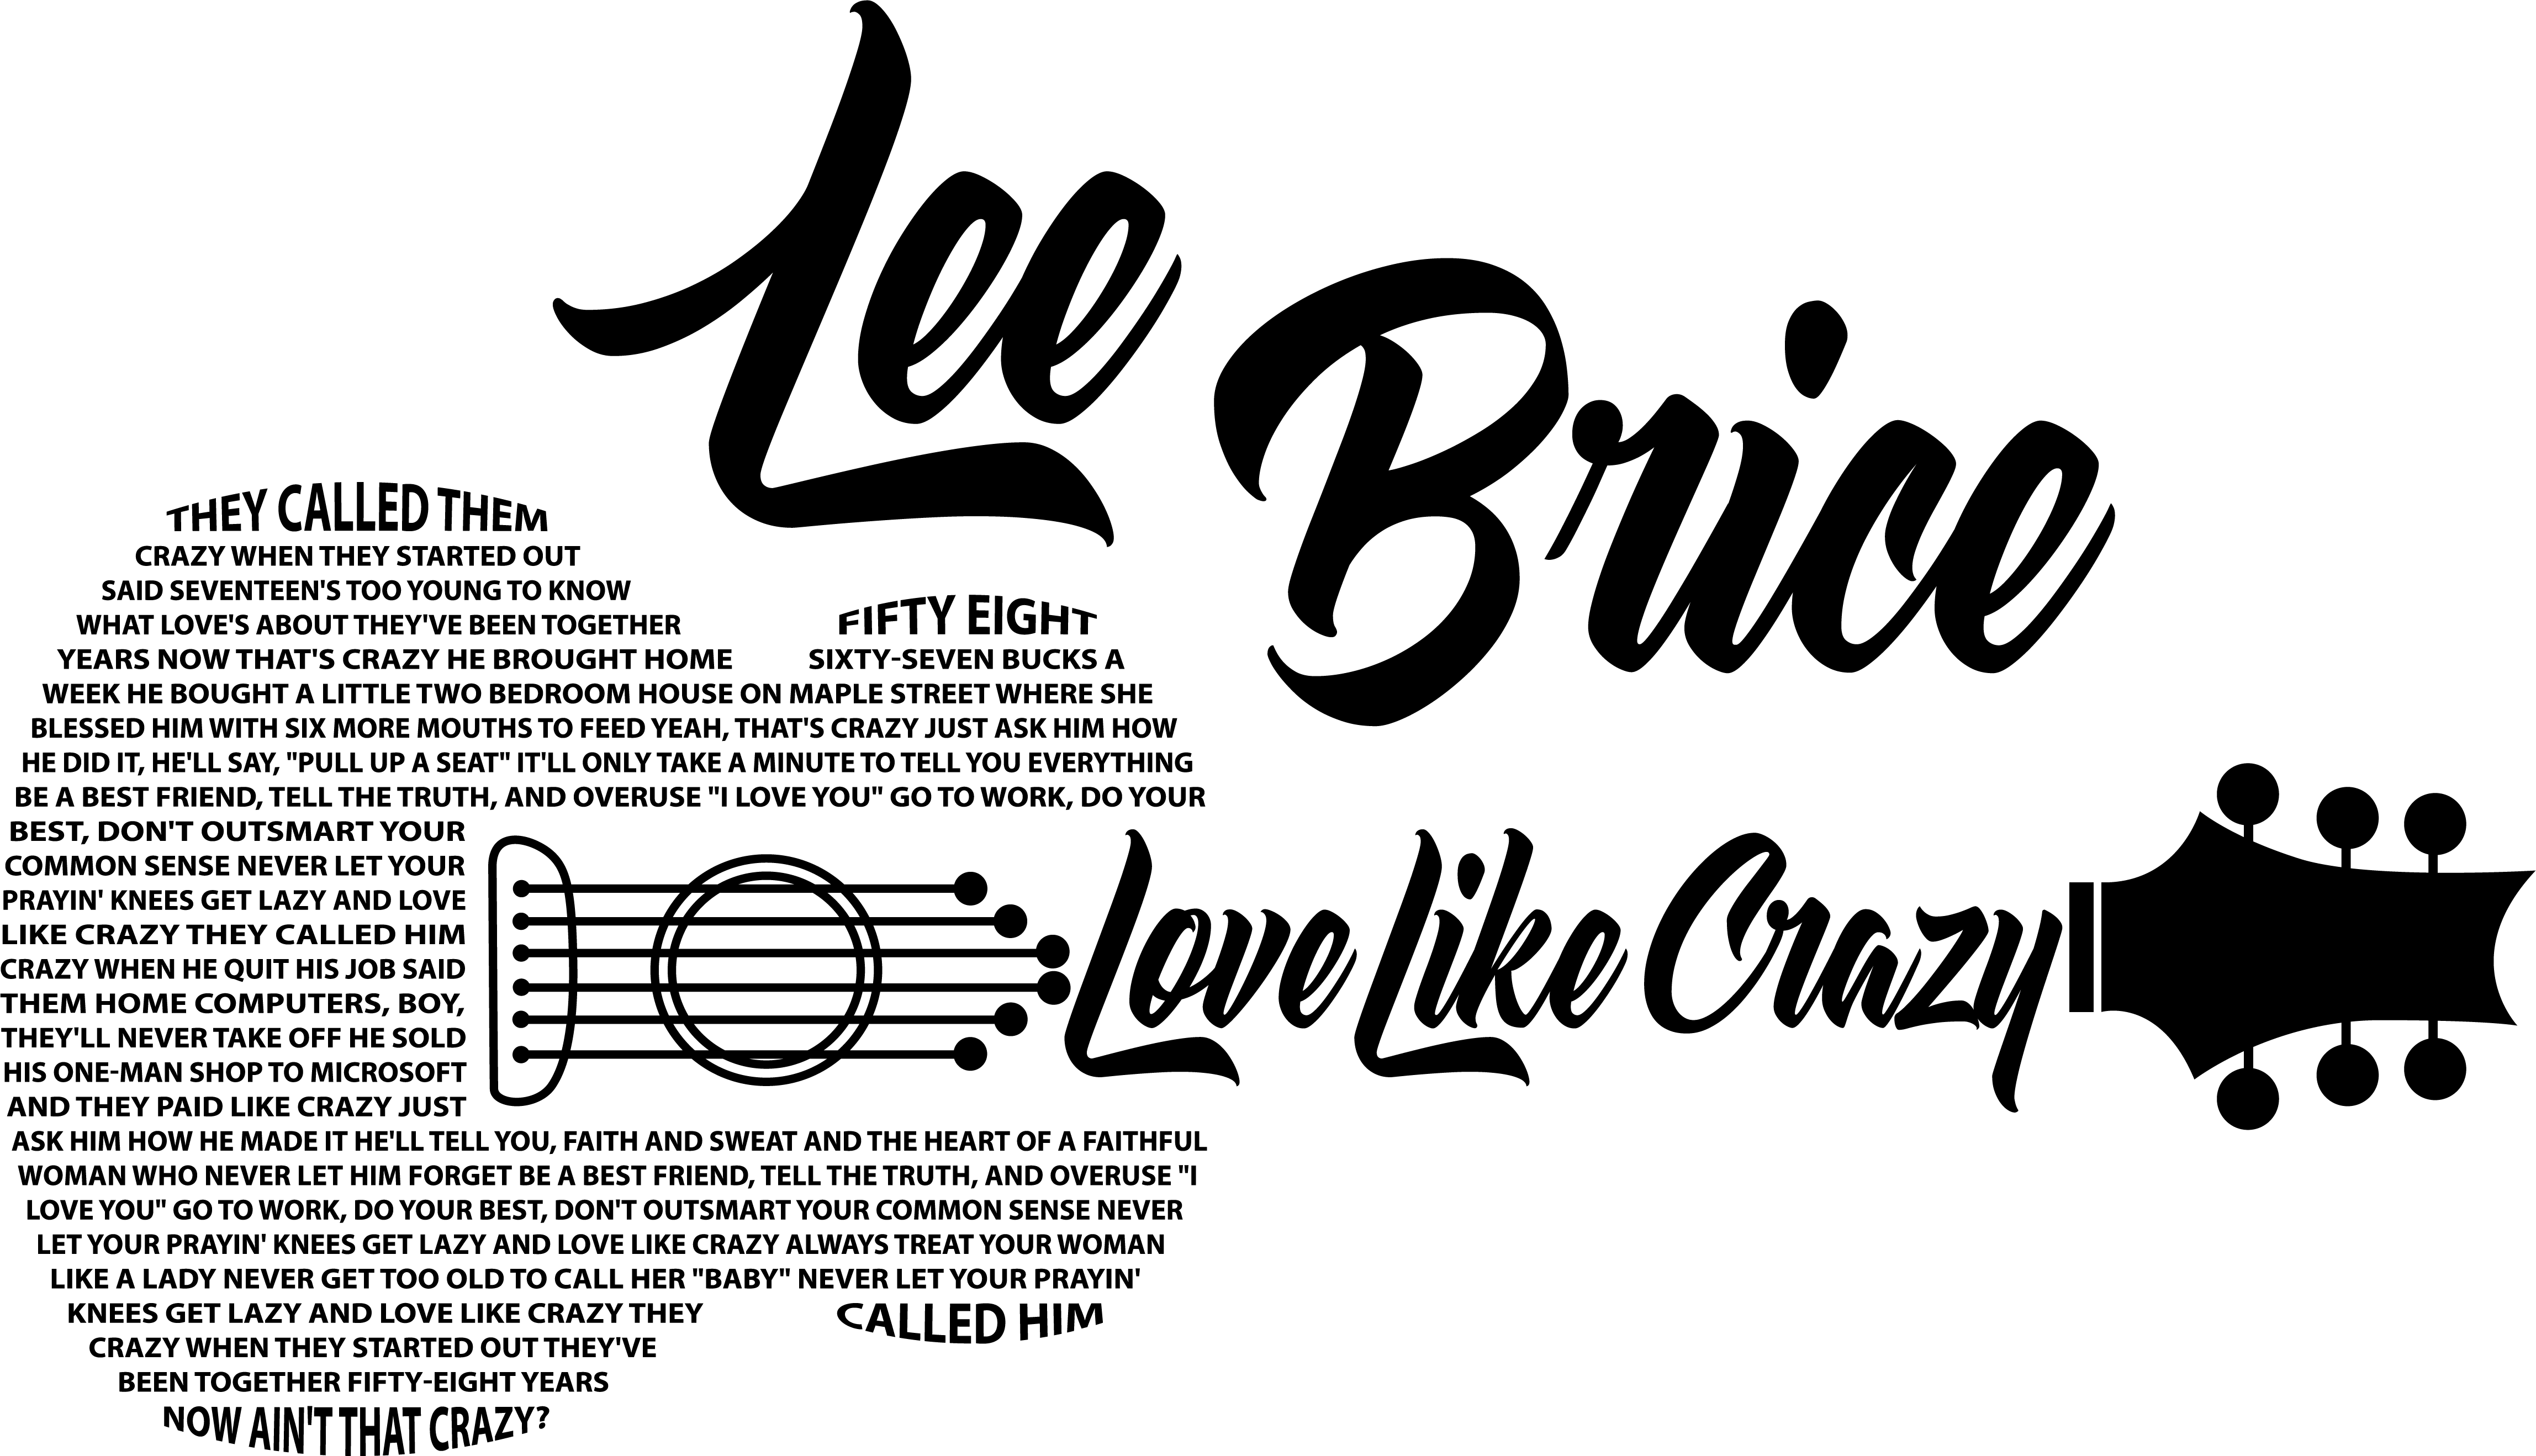 Lee
Brice
THEY CALLED THEM
CRAZY WHEN THEY STARTED OUT
SAID SEVENTEEN'S TOO YOUNG TO KNOW
WHAT LOVE'S ABOUT THEY'VE BEEN TOGETHER
FIFTY EIGHT
YEARS NOW THAT'S CRAZY HE BROUGHT HOME SIXTY-SEVEN BUCKS A
WEEK HE BOUGHT A LITTLE TWO BEDROOM HOUSE ON MAPLE STREET WHERE SHE
BLESSED HIM WITH SIX MORE MOUTHS TO FEED YEAH, THAT'S CRAZY JUST ASK HIM HOW
HE DID IT, HE'LL SAY, "PULL UP A SEAT" IT'LL ONLY TAKE A MINUTE TO TELL YOU EVERYTHING
BE A BEST FRIEND, TELL THE TRUTH, AND OVERUSE "I LOVE YOU" GO TO WORK, DO YOUR
BEST, DON'T OUTSMART YOUR
COMMON SENSE NEVER LET YOUR
PRAYIN' KNEES GET LAZY AND LOVE
LIKE CRAZY THEY CALLED HIM
CRAZY WHEN HE QUIT HIS JOB SAID
THEM HOME COMPUTERS, BOY,
THEY'LL NEVER TAKE OFF HE SOLD
HIS ONE-MAN SHOP TO MICROSOFT
AND THEY PAID LIKE CRAZY JUST
Love Like Crazy
ASK HIM HOW HE MADE IT HE'LL TELL YOU, FAITH AND SWEAT AND THE HEART OF A FAITHFUL
WOMAN WHO NEVER LET HIM FORGET BE A BEST FRIEND, TELL THE TRUTH, AND OVERUSE "I
LOVE YOU" GO TO WORK, DO YOUR BEST, DON'T OUTSMART YOUR COMMON SENSE NEVER
LET YOUR PRAYIN' KNEES GET LAZY AND LOVE LIKE CRAZY ALWAYS TREAT YOUR WOMAN
LIKE A LADY NEVER GET TOO OLD TO CALL HER "BABY" NEVER LET YOUR PRAYIN'
KNEES GET LAZY AND LOVE LIKE CRAZY THEY CALLED HIM
CRAZY WHEN THEY STARTED OUT THEY'VE
BEEN TOGETHER FIFTY-EIGHT YEARS
NOW AIN'T THAT CRAZY?